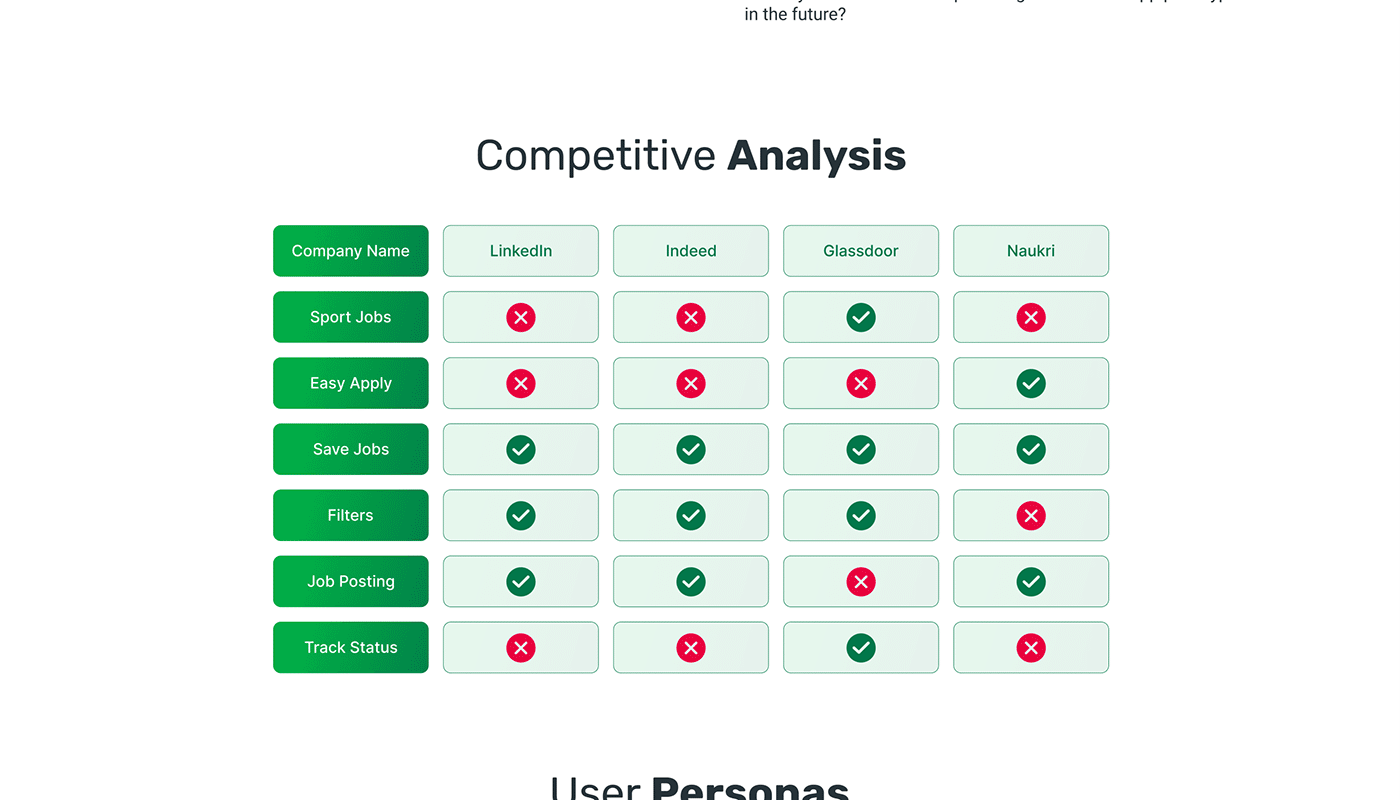 in the future?
Competitive Analysis
Company Name LinkedIn Indeed Glassdoor Naukri
Sport Jobs
Easy Apply
Save Jobs
Filters
Job Posting
Track Status
User Personas